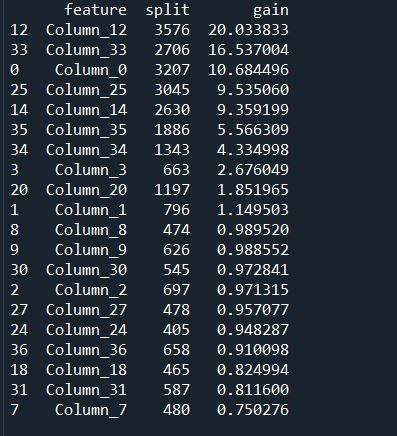 feature split gain
12 Column_12 3576 20.033833
33 Column_33 2706 16.537004
0 Column_0 3207 10.684496
25 Column_25 3045 9.535060
14 Column_14 2630 9.359199
35 Column_35 1886 5.566309
34 Column_34 1343 4.334998
3 Column_3 663 2.676049
20 Column_20 1197 1.851965
1 Column_1 796 1.149503
8 Column_8 474 0.989520
9 Column_9 626 0.988552
30 Column_30 545 0.972841
2 Column_2 697 0.971315
27 Column_27 478 0.957077
24 Column_24 405 0.948287
36 Column_36 658 0.910098
18 Column_18 465 0.824994
31 Column_31 587 0.811600
7 Column_7 480 0.750276